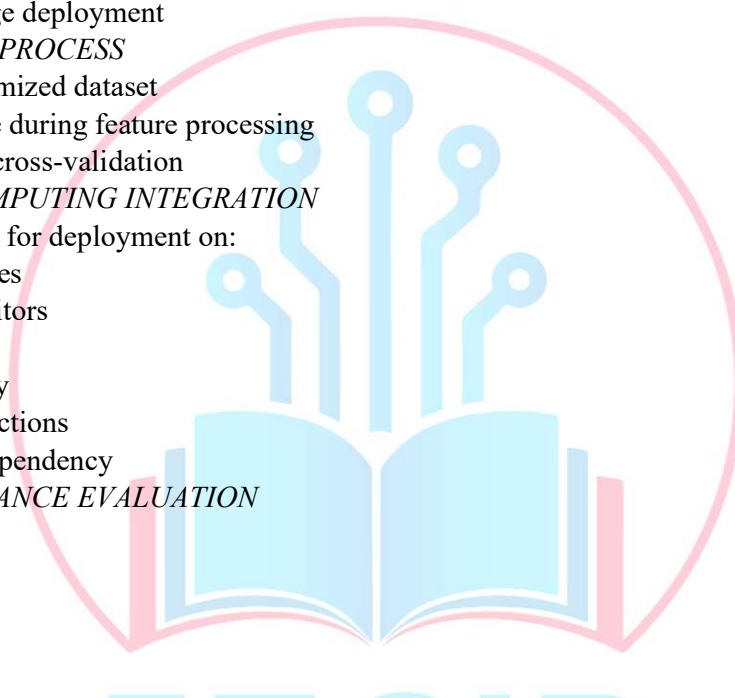 ge deployment
PROCESS
mized dataset
e during feature processing
cross-validation
MPUTING INTEGRATION
for deployment on:
es
itors
y
ctions
pendency
ANCE EVALUATION